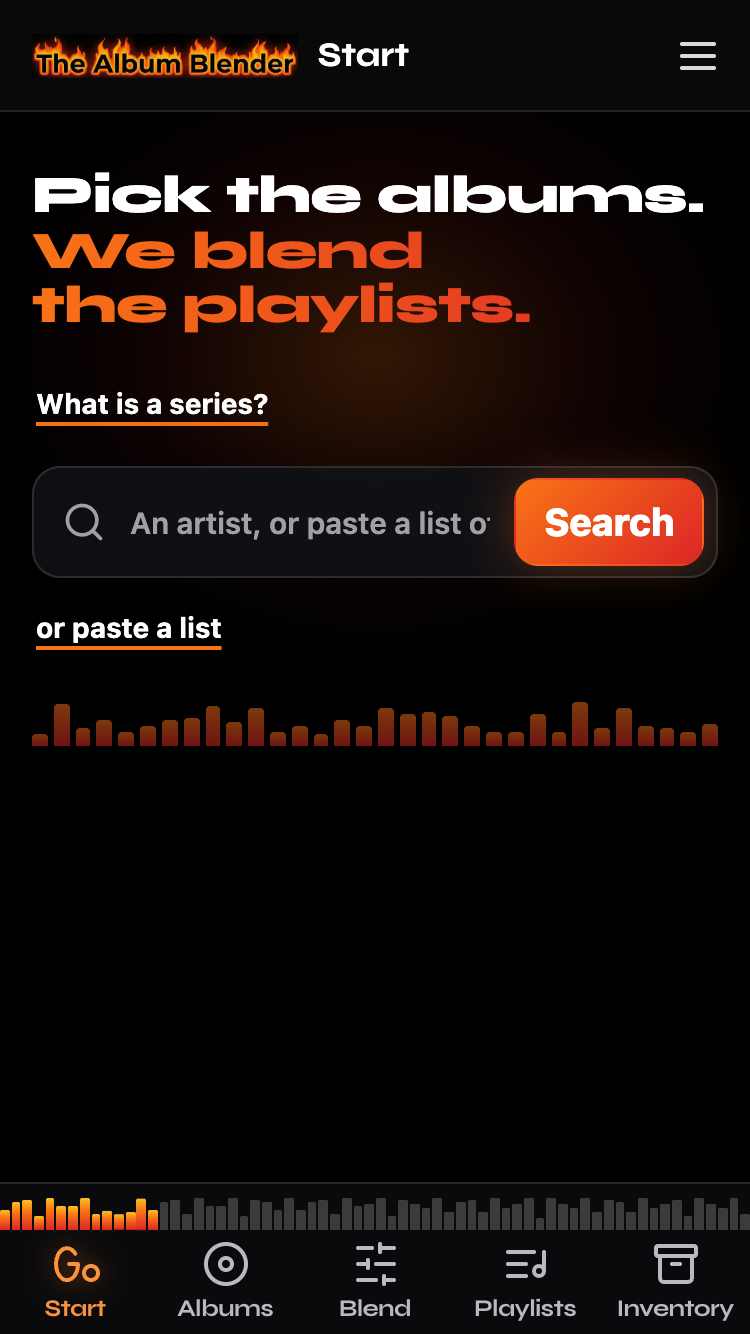 The Album Blender Start
Pick the albums.
We blend
the playlists.
What is a series?
An artist, or paste a list Search
or paste a list
Go
Start Albums Blend Playlists Inventory